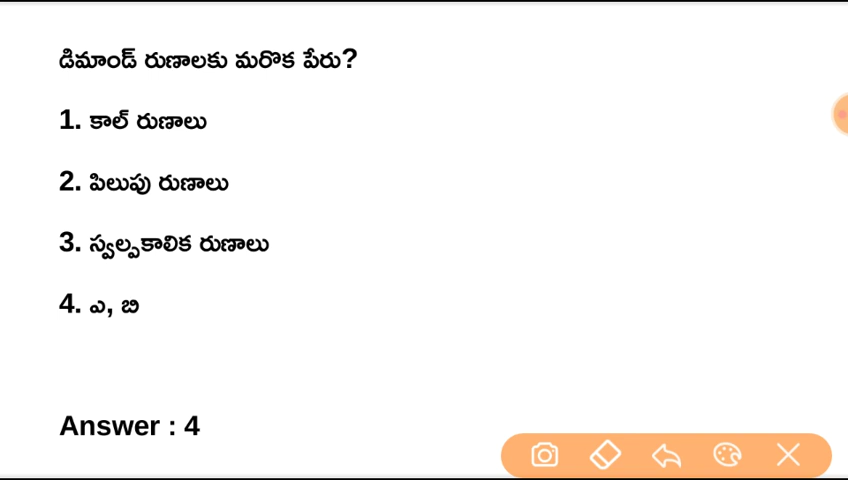 డిమాండ్ రుణాలకు మరొక పేరు?
1. కాల్ రుణాలు
2. పిలుపు రుణాలు
3. స్వల్పకాలిక రుణాలు
4. ఎ, బి
Answer : 4